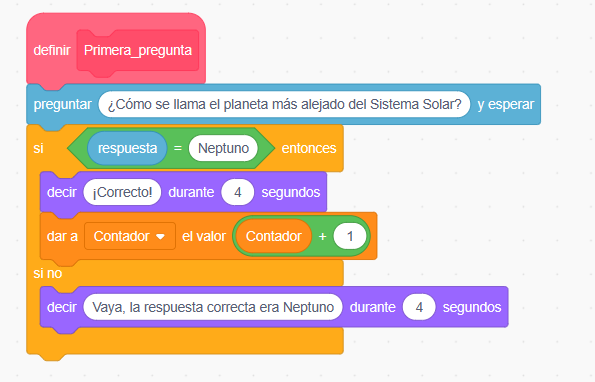 definir Primera_pregunta
preguntar ¿Cómo se llama el planeta más alejado del Sistema Solar? y esperar
si respuesta = Neptuno entonces
decir ¡Correcto! durante 4 segundos
dar a Contador el valor Contador + 1
si no
decir Vaya, la respuesta correcta era Neptuno durante 4 segundos